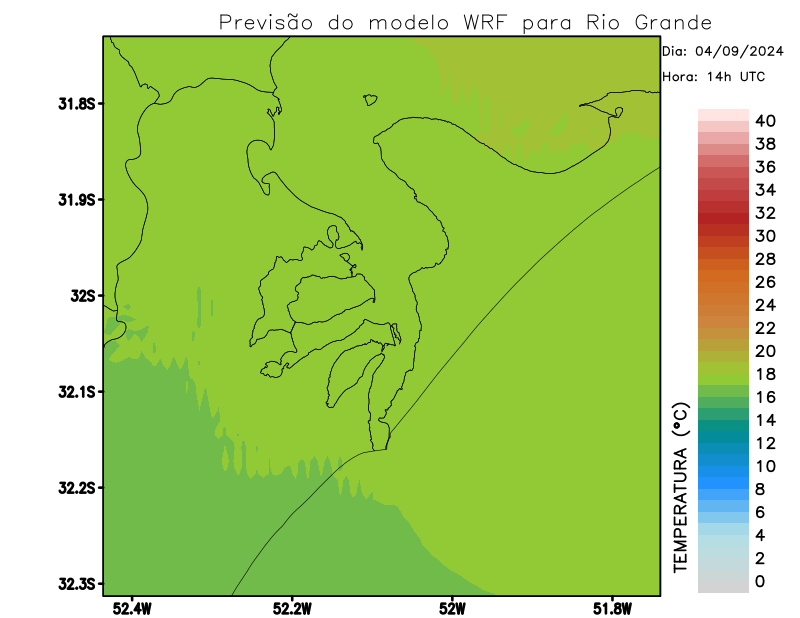 Previsão do modelo WRF para Rio Grande
Dia: 04/09/2024
Hora: 14h UTC
31.8S
31.9S
32S
32.1S
32.2S
32.3S
52.4W
52.2W
52W
51.8W
TEMPERATURA (°C)
40
38
36
34
32
30
28
26
24
22
20
18
16
14
12
10
8
6
4
2
0